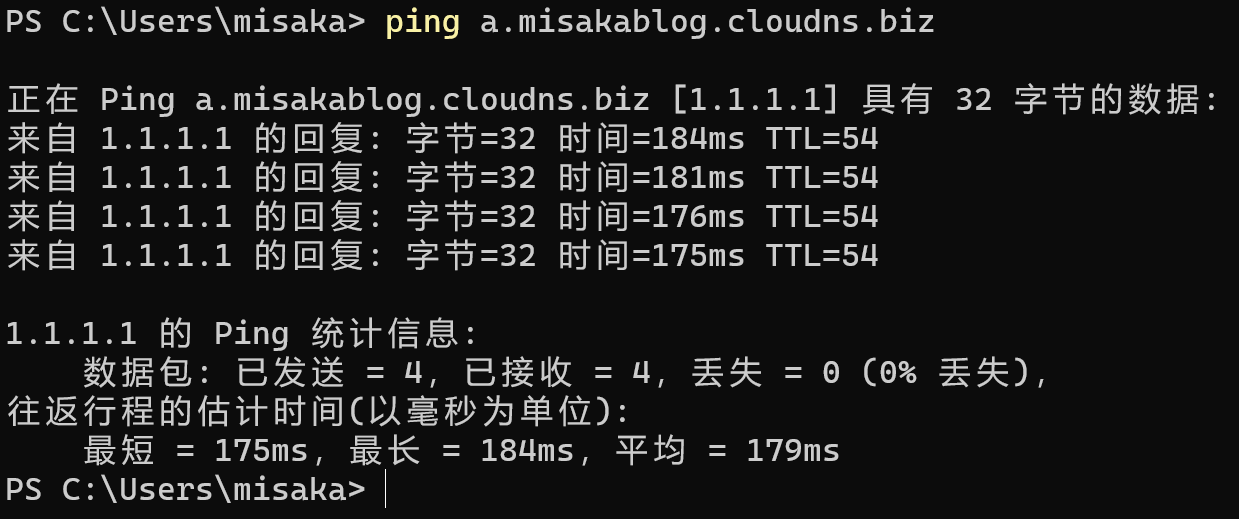 PS C:\Users\misaka> ping a.misakablog.cloudns.biz
正在 Ping a.misakablog.cloudns.biz [1.1.1.1] 具有 32 字节的数据:
来自 1.1.1.1 的回复: 字节=32 时间=184ms TTL=54
来自 1.1.1.1 的回复: 字节=32 时间=181ms TTL=54
来自 1.1.1.1 的回复: 字节=32 时间=176ms TTL=54
来自 1.1.1.1 的回复: 字节=32 时间=175ms TTL=54
1.1.1.1 的 Ping 统计信息:
    数据包: 已发送 = 4, 已接收 = 4, 丢失 = 0 (0% 丢失),
往返行程的估计时间(以毫秒为单位):
    最短 = 175ms, 最长 = 184ms, 平均 = 179ms
PS C:\Users\misaka>